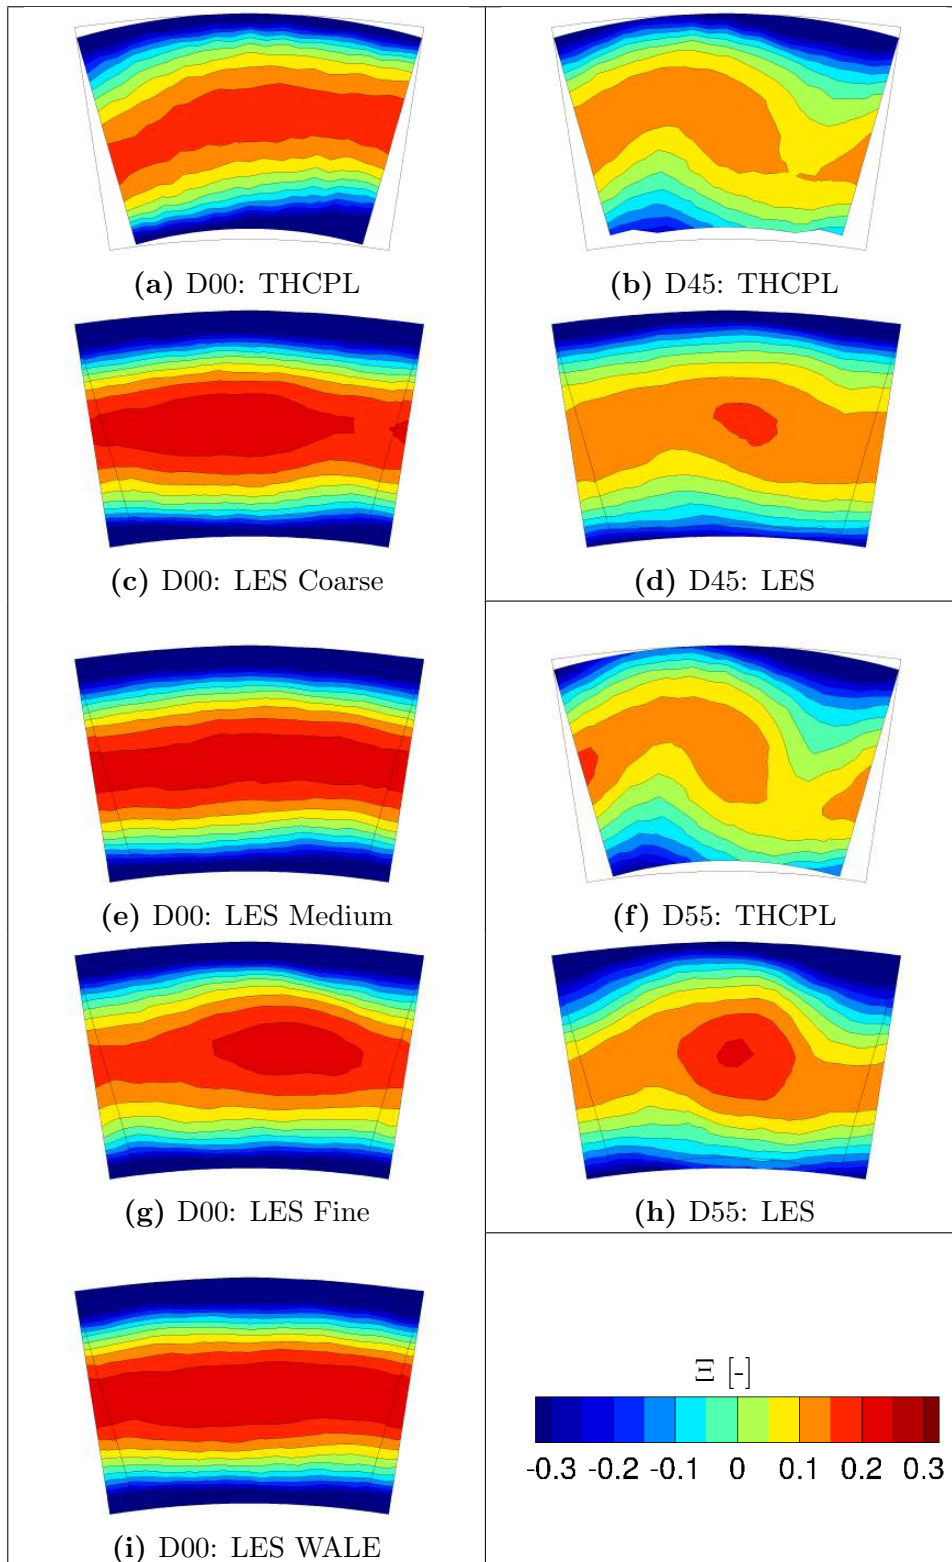 (a) D00: THCPL
(b) D45: THCPL
(c) D00: LES Coarse
(d) D45: LES
(e) D00: LES Medium
(f) D55: THCPL
(g) D00: LES Fine
(h) D55: LES
Ξ [-]
-0.3 -0.2 -0.1 0 0.1 0.2 0.3
(i) D00: LES WALE